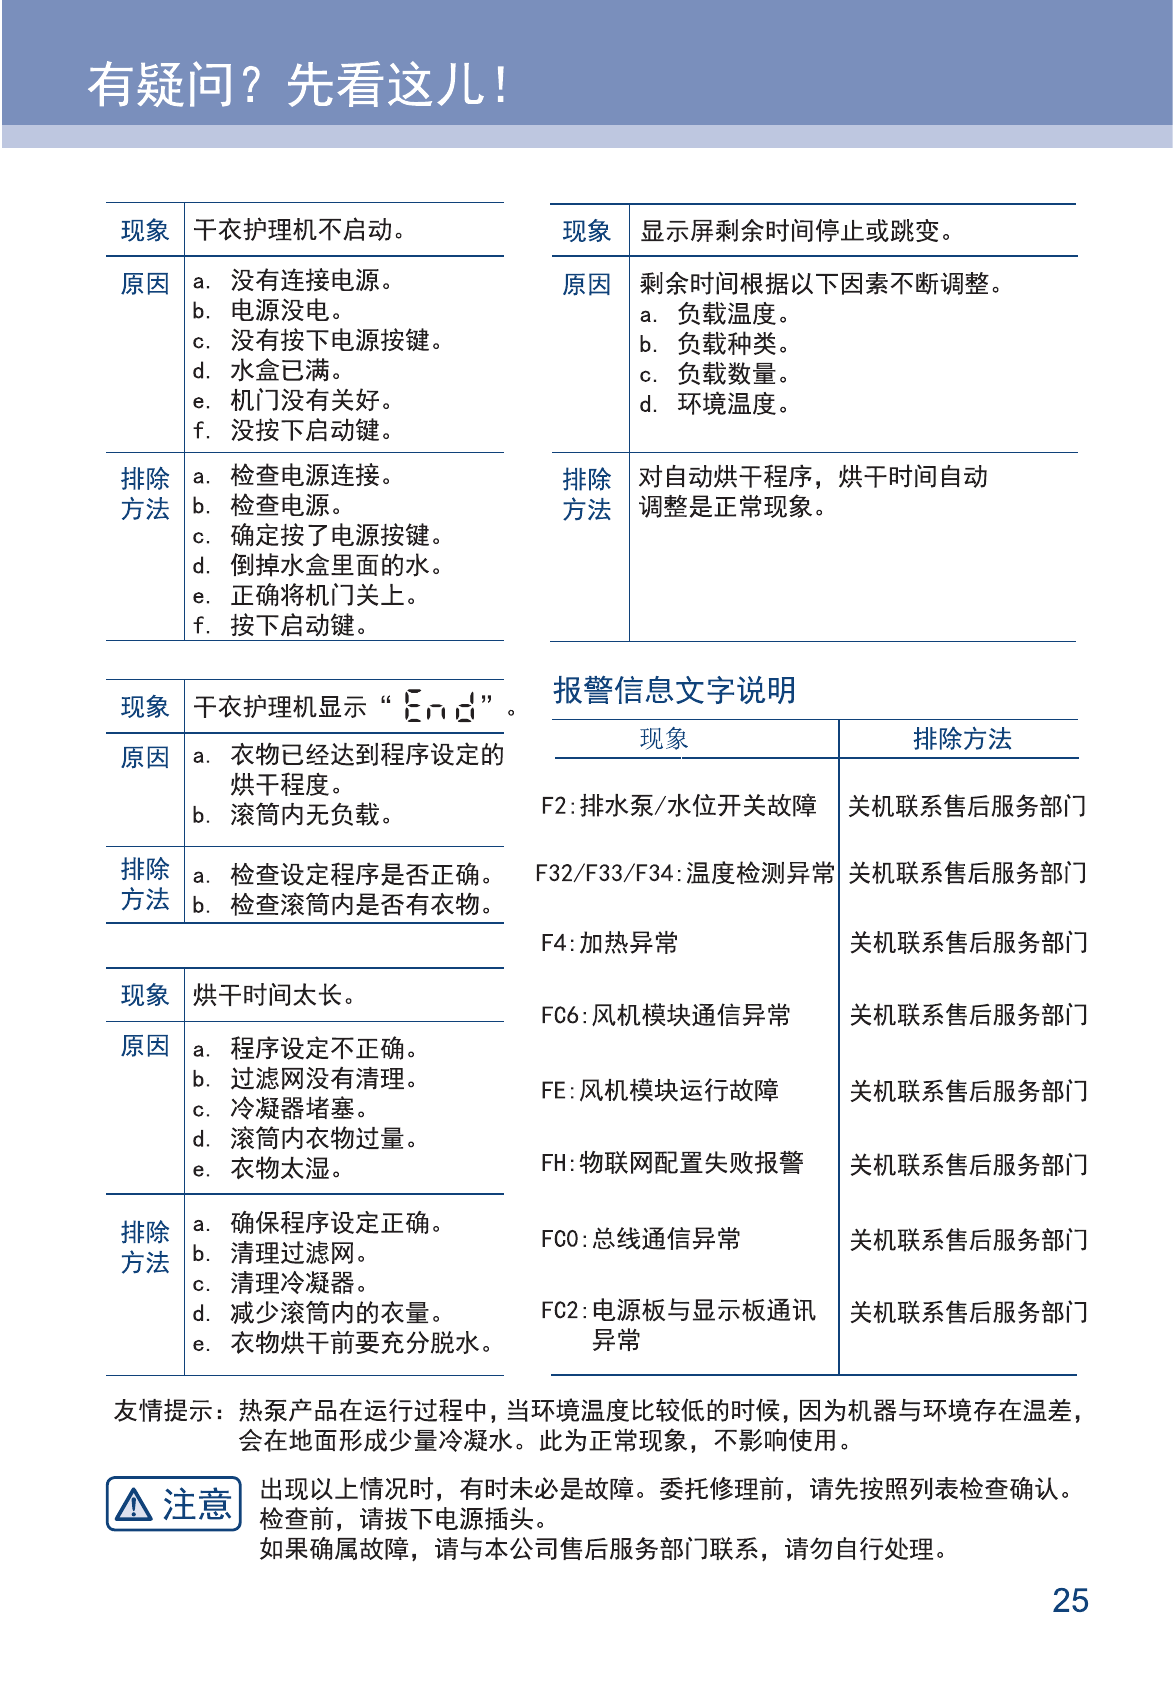 有疑问？先看这儿！
现象 干衣护理机不启动。
原因 a. 没有连接电源。
b. 电源没电。
c. 没有按下电源按键。
d. 水盒已满。
e. 机门没有关好。
f. 没按下启动键。
排除方法 a. 检查电源连接。
b. 检查电源。
c. 确定按了电源按键。
d. 倒掉水盒里面的水。
e. 正确将机门关上。
f. 按下启动键。
现象 干衣护理机显示“End”。
原因 a. 衣物已经达到程序设定的
烘干程度。
b. 滚筒内无负载。
排除方法 a. 检查设定程序是否正确。
b. 检查滚筒内是否有衣物。
现象 烘干时间太长。
原因 a. 程序设定不正确。
b. 过滤网没有清理。
c. 冷凝器堵塞。
d. 滚筒内衣物过量。
e. 衣物太湿。
排除方法 a. 确保程序设定正确。
b. 清理过滤网。
c. 清理冷凝器。
d. 减少滚筒内的衣量。
e. 衣物烘干前要充分脱水。
现象 显示屏剩余时间停止或跳变。
原因 剩余时间根据以下因素不断调整。
a. 负载温度。
b. 负载种类。
c. 负载数量。
d. 环境温度。
排除方法 对自动烘干程序，烘干时间自动
调整是正常现象。
报警信息文字说明
现象 排除方法
F2:排水泵/水位开关故障 关机联系售后服务部门
F32/F33/F34:温度检测异常 关机联系售后服务部门
F4:加热异常 关机联系售后服务部门
FC6:风机模块通信异常 关机联系售后服务部门
FE:风机模块运行故障 关机联系售后服务部门
FH:物联网配置失败报警 关机联系售后服务部门
FC0:总线通信异常 关机联系售后服务部门
FC2:电源板与显示板通讯 关机联系售后服务部门
异常
友情提示：热泵产品在运行过程中，当环境温度比较低的时候，因为机器与环境存在温差，
会在地面形成少量冷凝水。此为正常现象，不影响使用。
注意 出现以上情况时，有时未必是故障。委托修理前，请先按照列表检查确认。
检查前，请拔下电源插头。
如果确属故障，请与本公司售后服务部门联系，请勿自行处理。
25